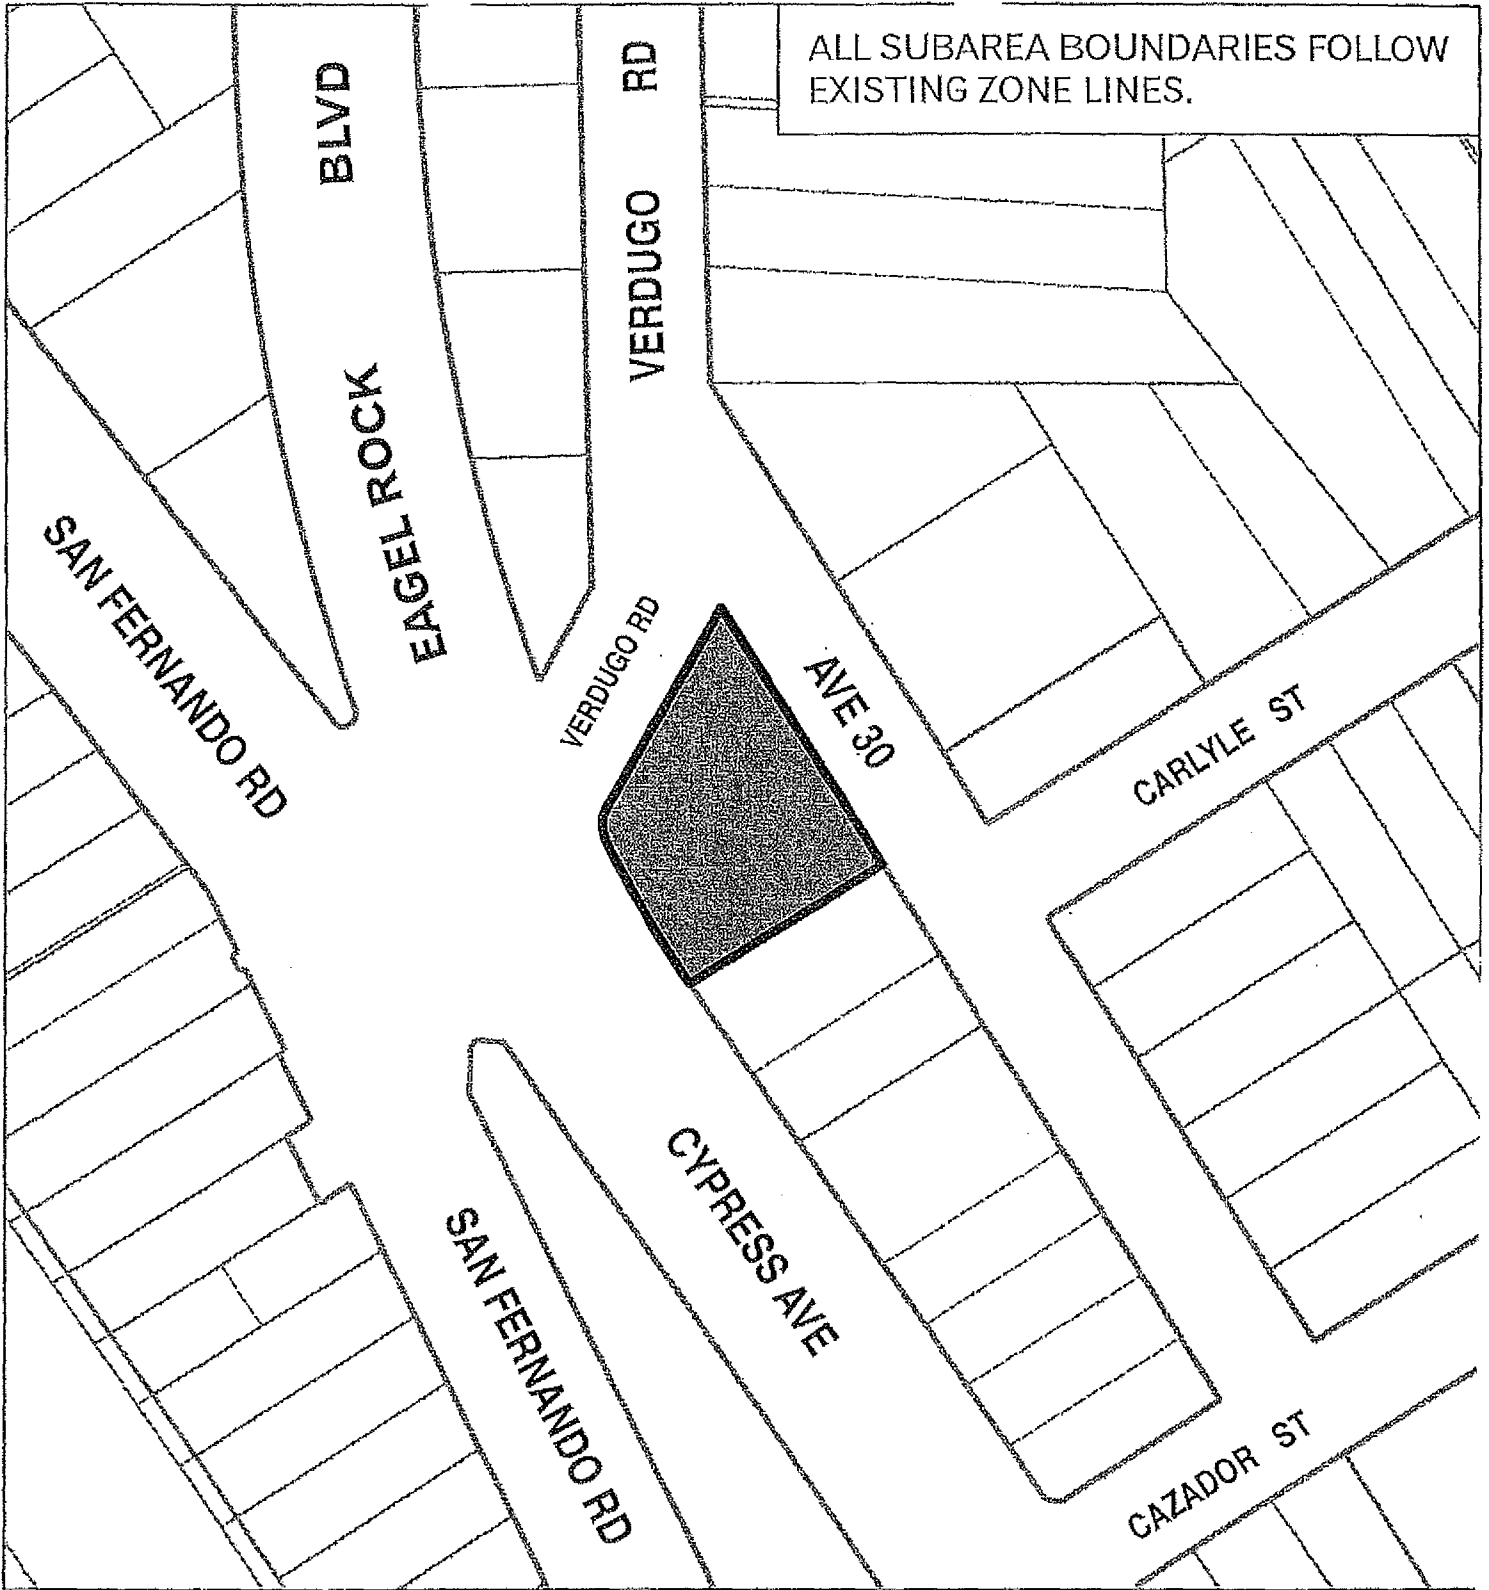 ALL SUBAREA BOUNDARIES FOLLOW
EXISTING ZONE LINES.
EAGEL ROCK BLVD
VERDUGO RD
SAN FERNANDO RD
VERDUGO RD
AVE 30
CARLYLE ST
CYPRESS AVE
SAN FERNANDO RD
CAZADOR ST